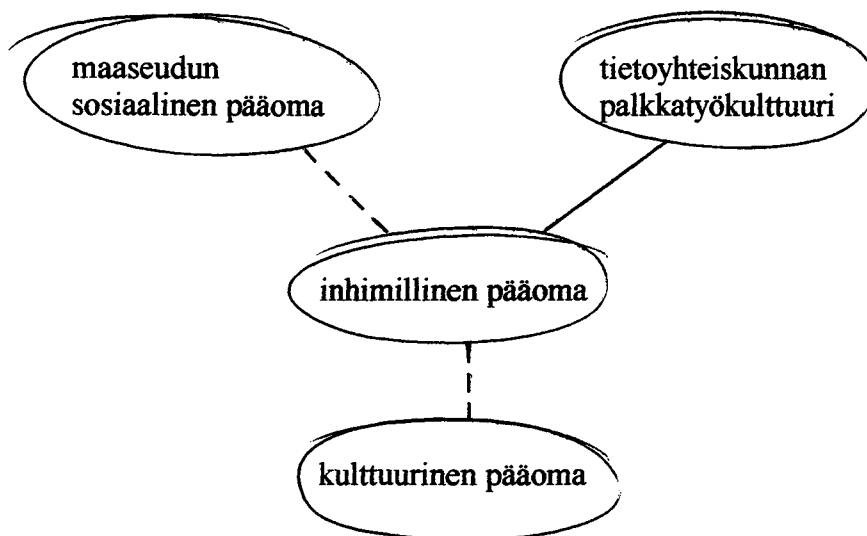 maaseudun
sosiaalinen pääoma
tietoyhteiskunnan
palkkatyökulttuuri
inhimillinen pääoma
kulttuurinen pääoma